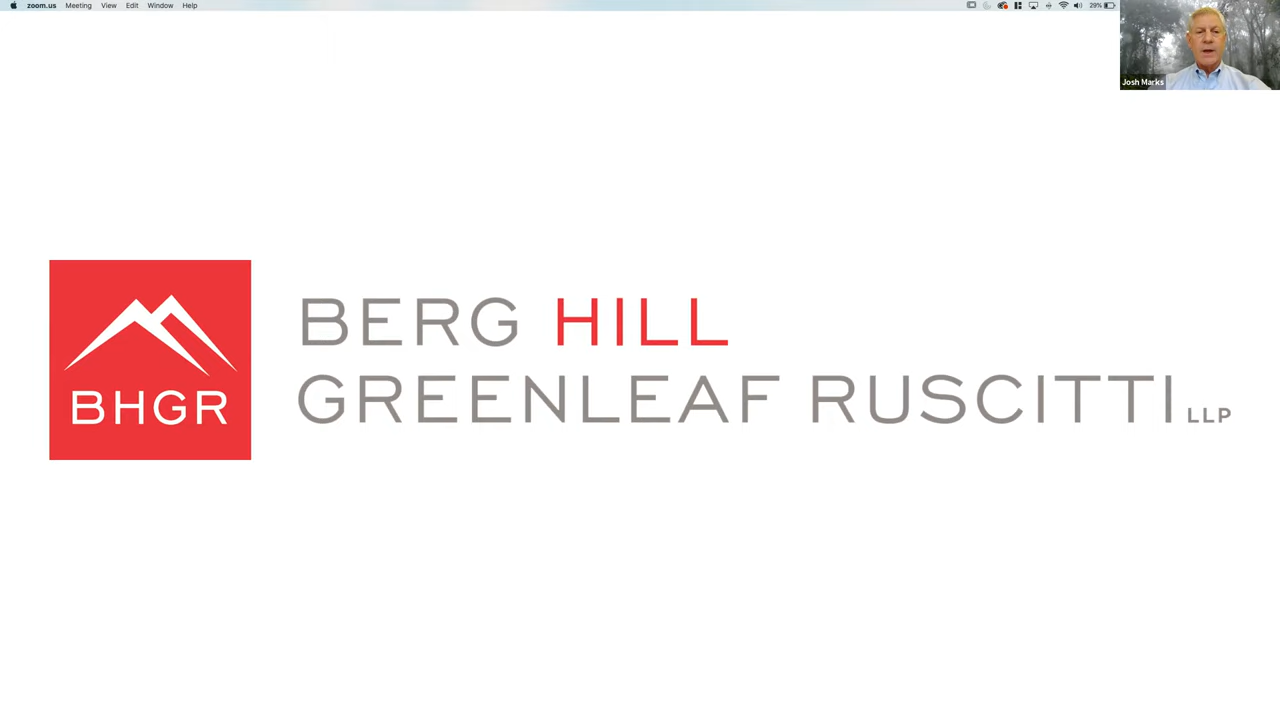 zoom.us Meeting View Edit Window Help
29%
Josh Marks
BHGR
BERG HILL
GREENLEAF RUSCITTI LLP